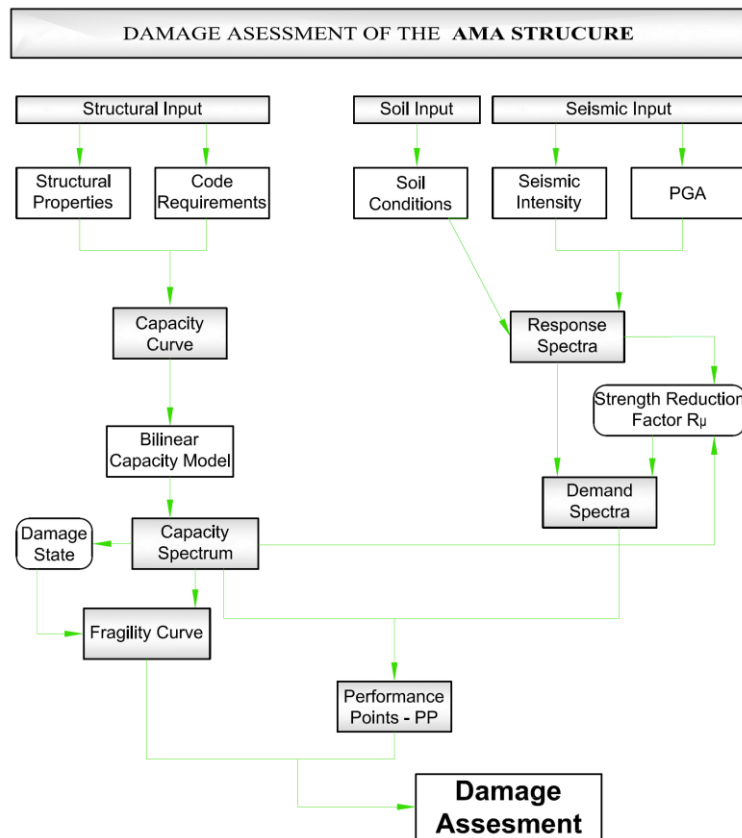 DAMAGE ASESSMENT OF THE AMA STRUCURE
Structural Input
Soil Input
Seismic Input
Structural
Properties
Code
Requirements
Soil
Conditions
Seismic
Intensity
PGA
Capacity
Curve
Response
Spectra
Strength Reduction
Factor Rμ
Bilinear
Capacity Model
Demand
Spectra
Damage
State
Capacity
Spectrum
Fragility Curve
Performance
Points - PP
Damage
Assesment